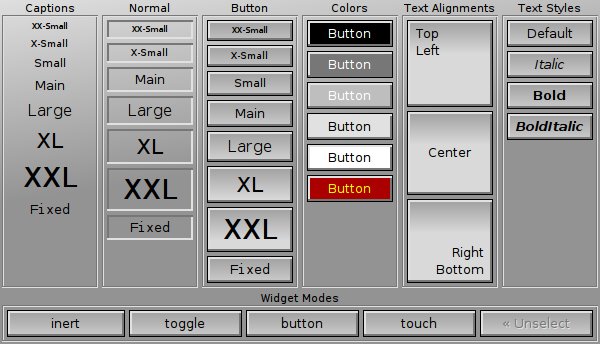 Captions
XX-Small
X-Small
Small
Main
Large
XL
XXL
Fixed
Normal
XX-Small
X-Small
Main
Large
XL
XXL
Fixed
Button
XX-Small
X-Small
Small
Main
Large
XL
XXL
Fixed
Colors
Button
Button
Button
Button
Button
Button
Text Alignments
Top
Left
Center
Right
Bottom
Text Styles
Default
Italic
Bold
BoldItalic
Widget Modes
inert
toggle
button
touch
« Unselect